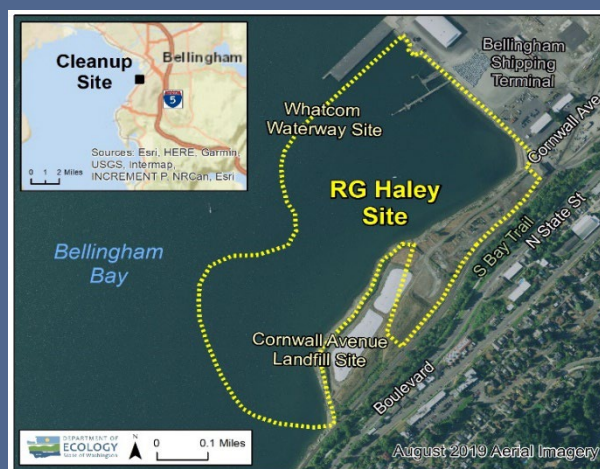 Bellingham
Cleanup
Site
5
Sources: Esri, HERE, Garmin,
USGS, Intermap,
INCREMENT P, NRCan, Esri
0 1 2 Miles
Bellingham
Shipping
Terminal
Cornwall Ave
Whatcom
Waterway Site
RG Haley
Site
S Bay Trail
N State St
Bellingham
Bay
Cornwall Avenue
Landfill Site
Boulevard
DEPARTMENT OF
ECOLOGY
State of Washington
N
0 0.1 Miles
August 2019 Aerial Imagery